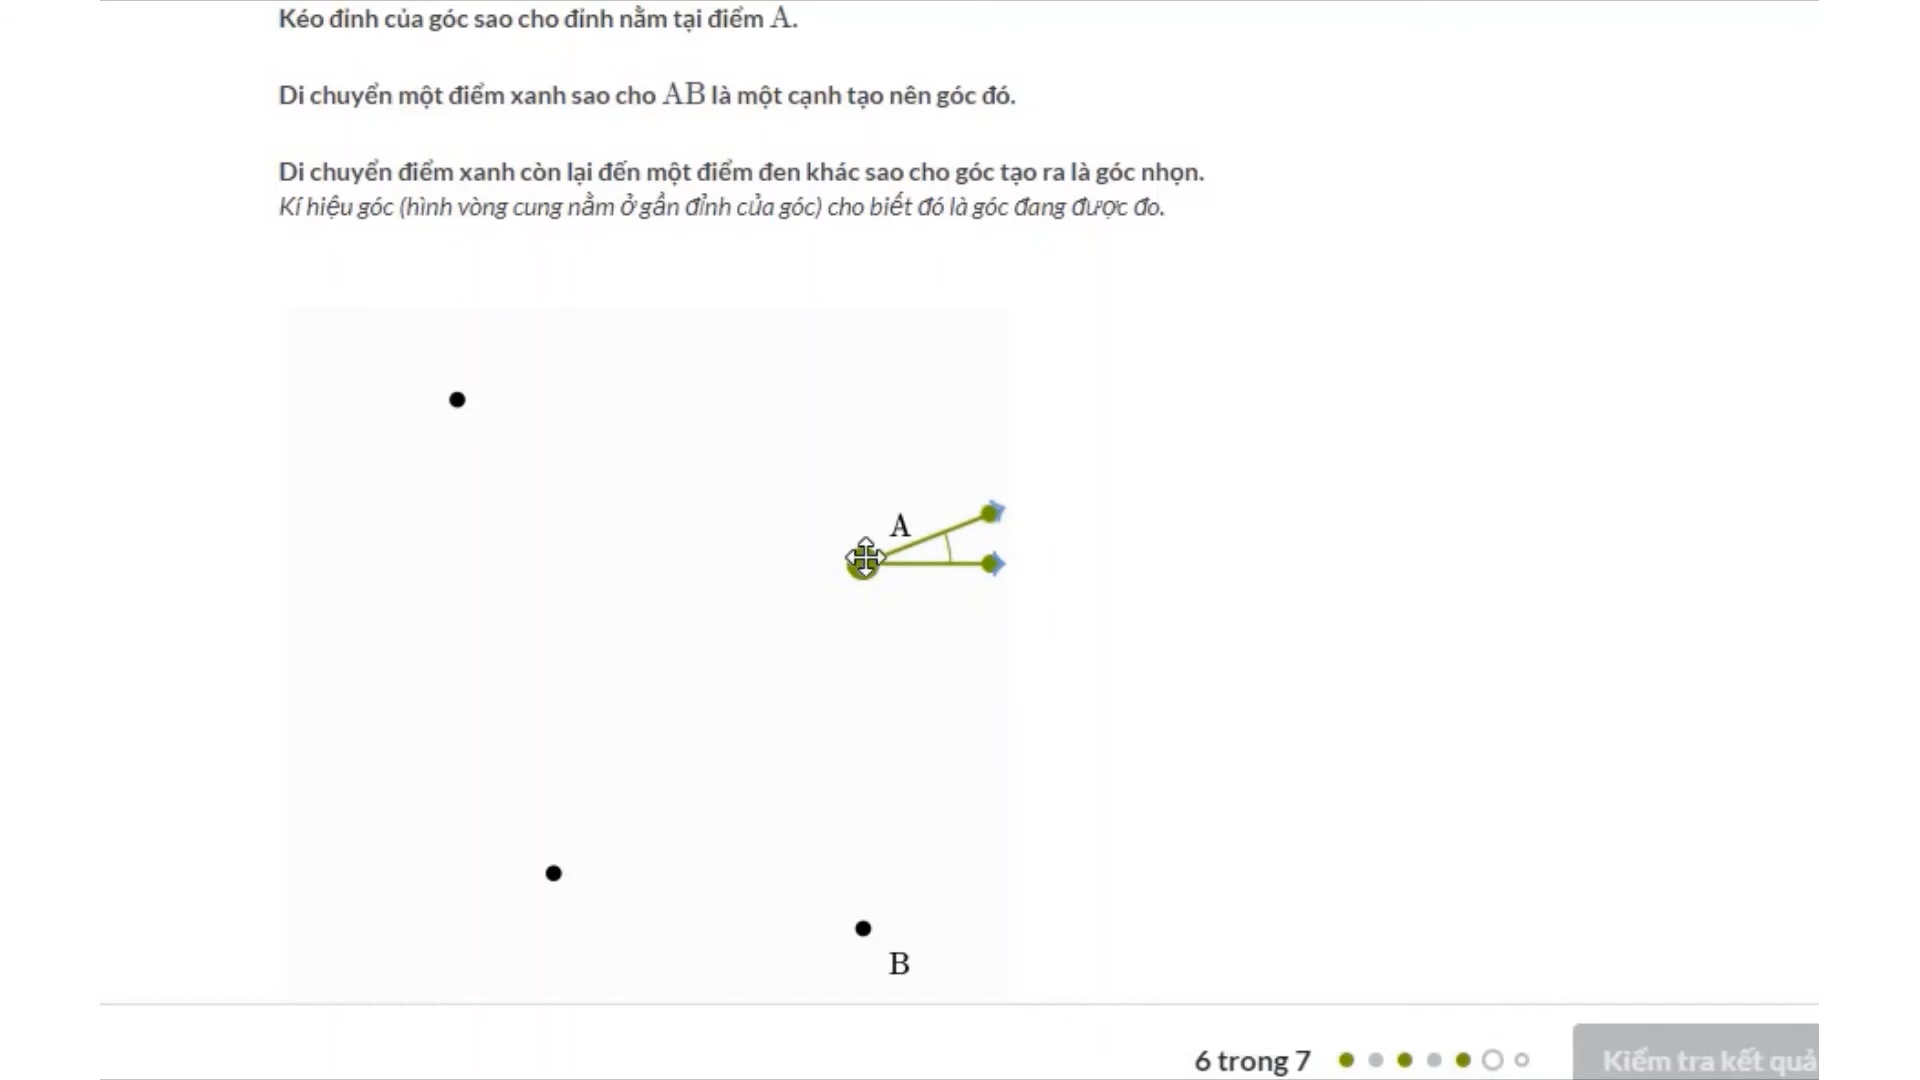 Kéo đỉnh của góc sao cho đỉnh nằm tại điểm A.
Di chuyển một điểm xanh sao cho AB là một cạnh tạo nên góc đó.
Di chuyển điểm xanh còn lại đến một điểm đen khác sao cho góc tạo ra là góc nhọn.
Kí hiệu góc (hình vòng cung nằm ở gần đỉnh của góc) cho biết đó là góc đang được đo.
A
B
6 trong 7
Kiểm tra kết quả